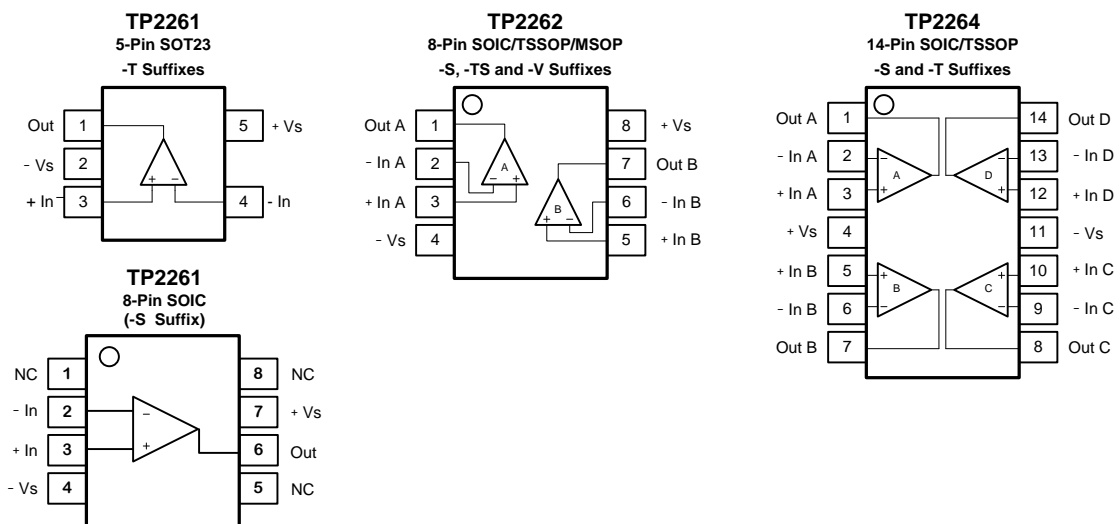 TP2261
5-Pin SOT23
-T Suffixes
Out 1
- Vs 2
+ In 3
5 + Vs
4 - In
+ -
TP2262
8-Pin SOIC/TSSOP/MSOP
-S, -TS and -V Suffixes
Out A 1
- In A 2
+ In A 3
- Vs 4
8 + Vs
7 Out B
6 - In B
5 + In B
A
- +
B
+ -
TP2264
14-Pin SOIC/TSSOP
-S and -T Suffixes
Out A 1
- In A 2
+ In A 3
+ Vs 4
+ In B 5
- In B 6
Out B 7
14 Out D
13 - In D
12 + In D
11 - Vs
10 + In C
9 - In C
8 Out C
- A +
- D +
+ B -
+ C -
TP2261
8-Pin SOIC
(-S Suffix)
NC 1
- In 2
+ In 3
- Vs 4
8 NC
7 + Vs
6 Out
5 NC
-
+